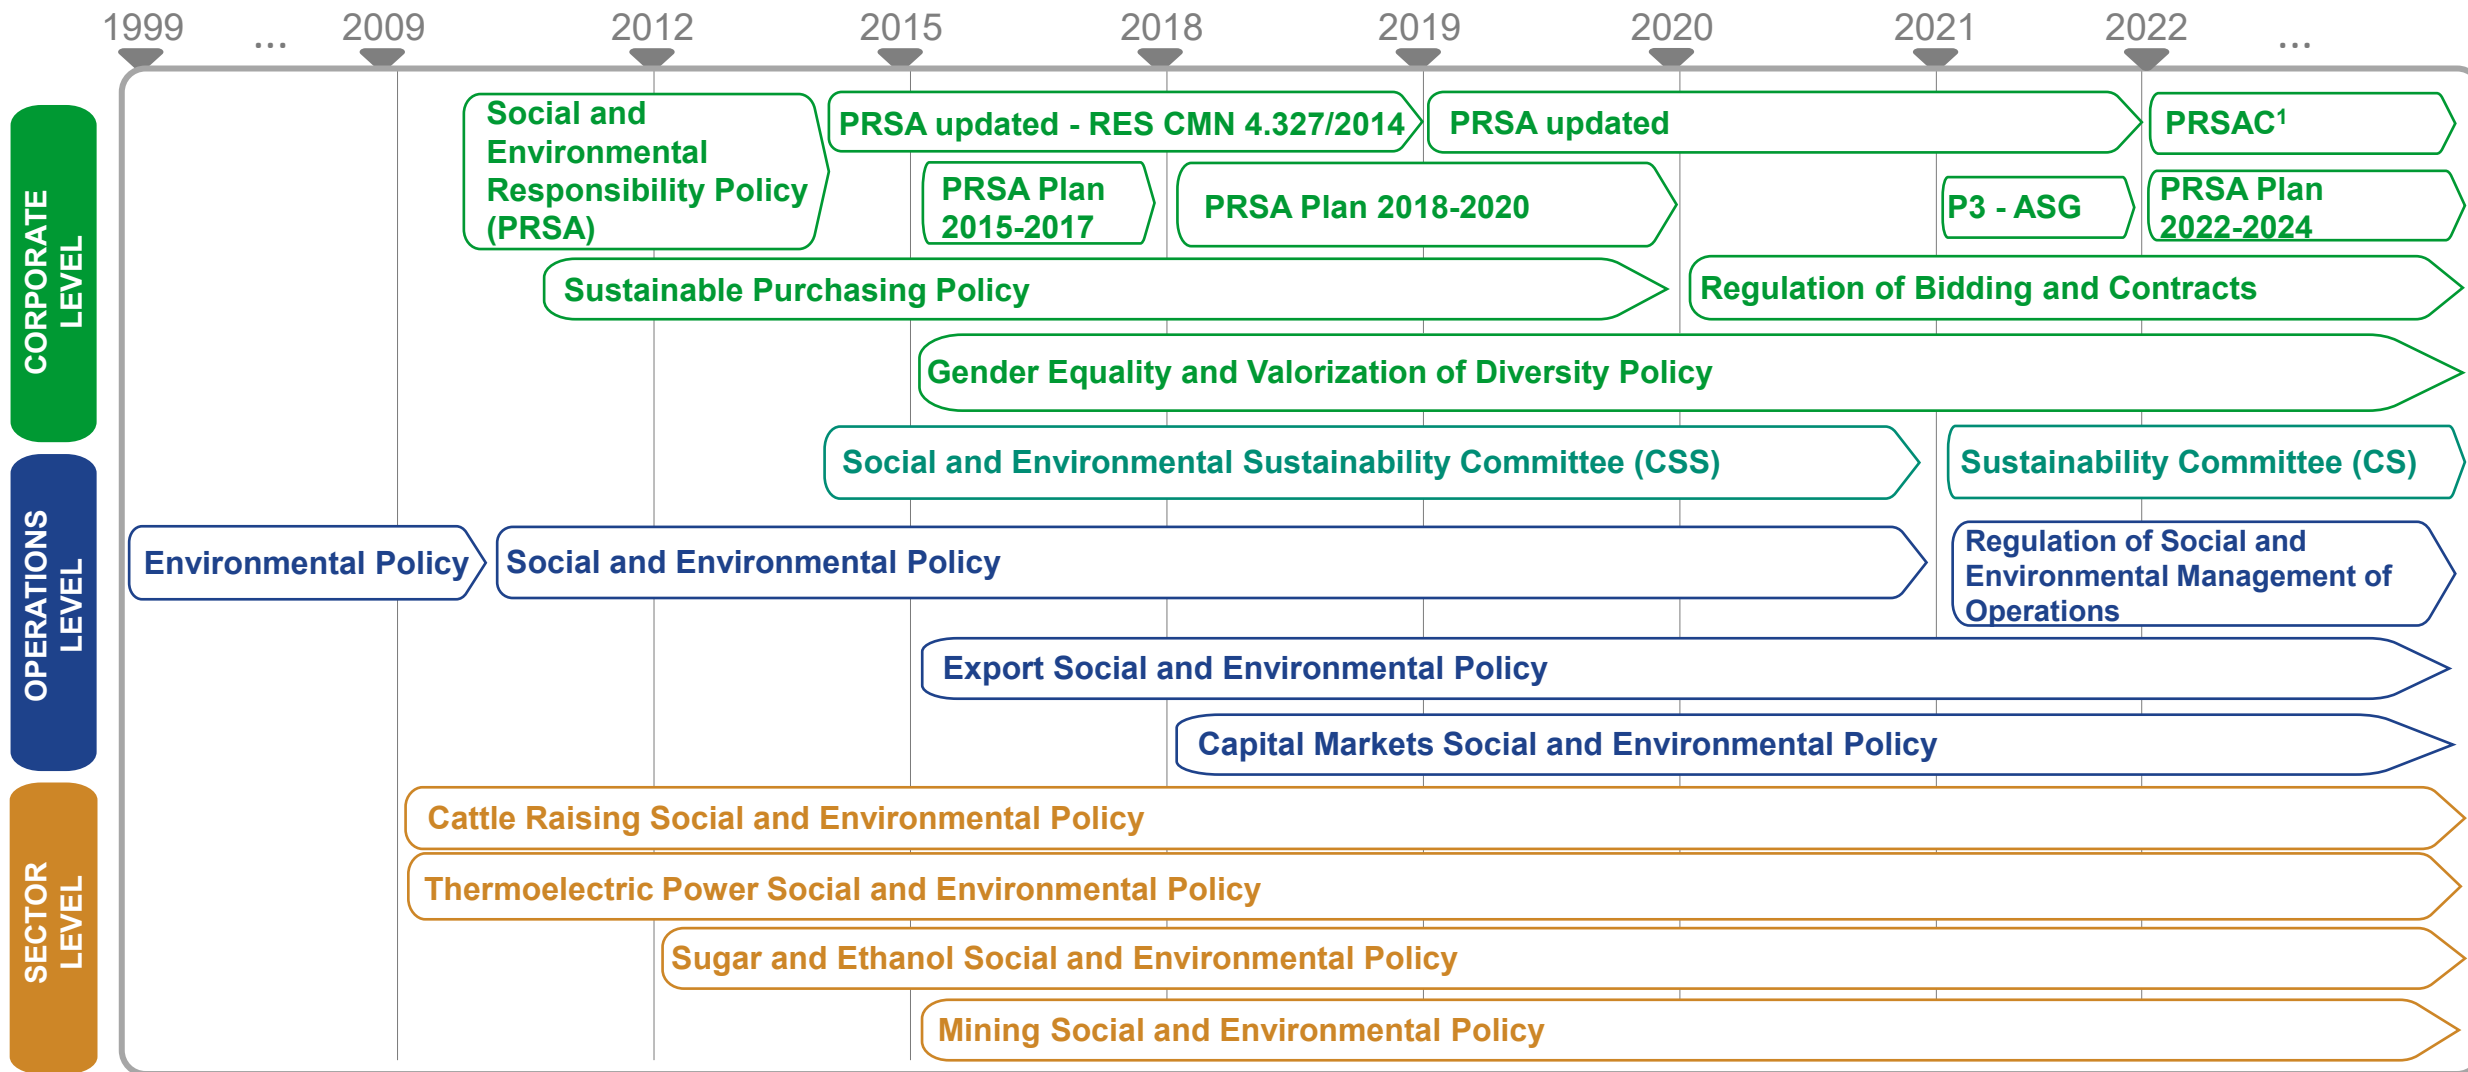 1999 ... 2009 2012 2015 2018 2019 2020 2021 2022 ...
CORPORATE
LEVEL
Social and
Environmental
Responsibility Policy
(PRSA)
PRSA updated - RES CMN 4.327/2014
PRSA updated
PRSAC¹
PRSA Plan
2015-2017
PRSA Plan 2018-2020
P3 - ASG
PRSA Plan
2022-2024
Sustainable Purchasing Policy
Regulation of Bidding and Contracts
Gender Equality and Valorization of Diversity Policy
Social and Environmental Sustainability Committee (CSS)
Sustainability Committee (CS)
OPERATIONS
LEVEL
Environmental Policy
Social and Environmental Policy
Regulation of Social and
Environmental Management of
Operations
Export Social and Environmental Policy
Capital Markets Social and Environmental Policy
SECTOR
LEVEL
Cattle Raising Social and Environmental Policy
Thermoelectric Power Social and Environmental Policy
Sugar and Ethanol Social and Environmental Policy
Mining Social and Environmental Policy